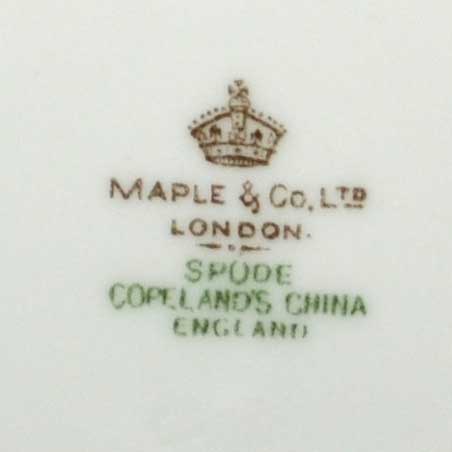 MAPLE & CO. LTD
LONDON.
SPODE
COPELAND'S CHINA
ENGLAND